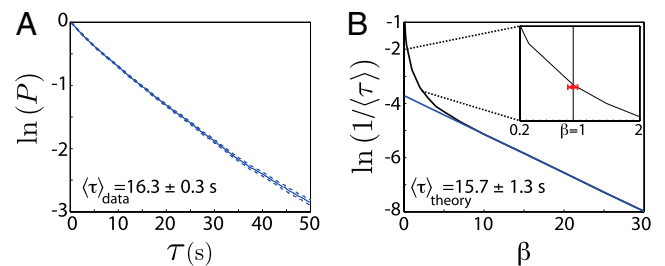 A
ln (P)
0
-1
-2
-3
⟨τ⟩data=16.3 ± 0.3 s
0 10 20 30 40 50
τ(s)
B
ln (1/⟨τ⟩)
-1
-2
-4
-6
-8
0.2 β=1 2
⟨τ⟩theory=15.7 ± 1.3 s
0 10 20 30
β